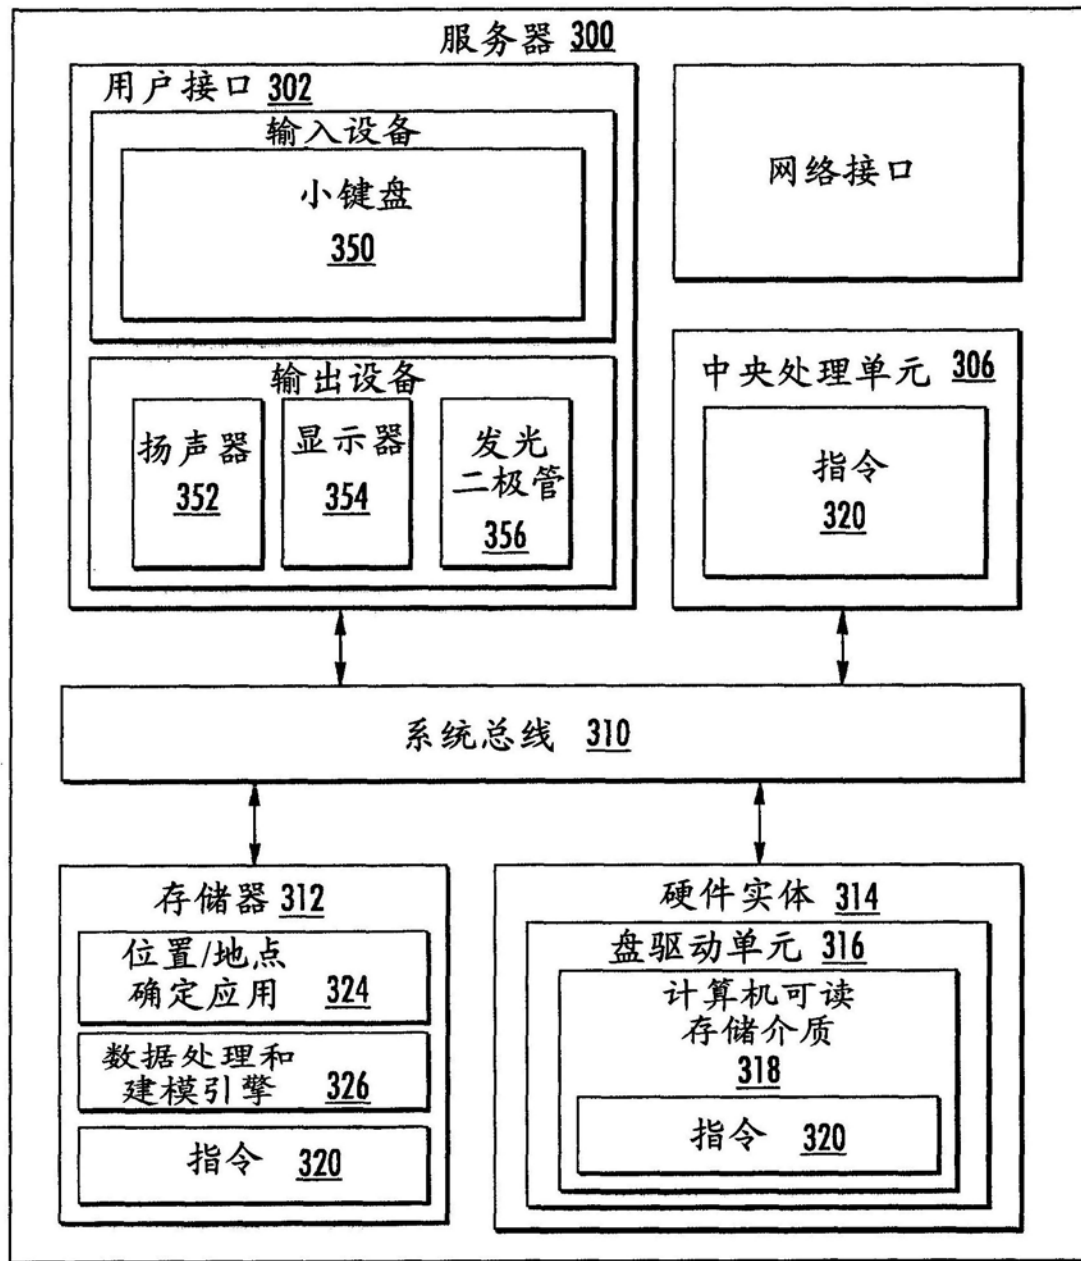 服务器 300
用户接口 302
输入设备
小键盘
350
输出设备
扬声器
352
显示器
354
发光
二极管
356
网络接口
中央处理单元 306
指令
320
系统总线 310
存储器 312
位置/地点
确定应用 324
数据处理和
建模引擎 326
指令 320
硬件实体 314
盘驱动单元 316
计算机可读
存储介质
318
指令 320